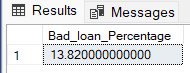 Results Messages
Bad_loan_Percentage
1 13.820000000000